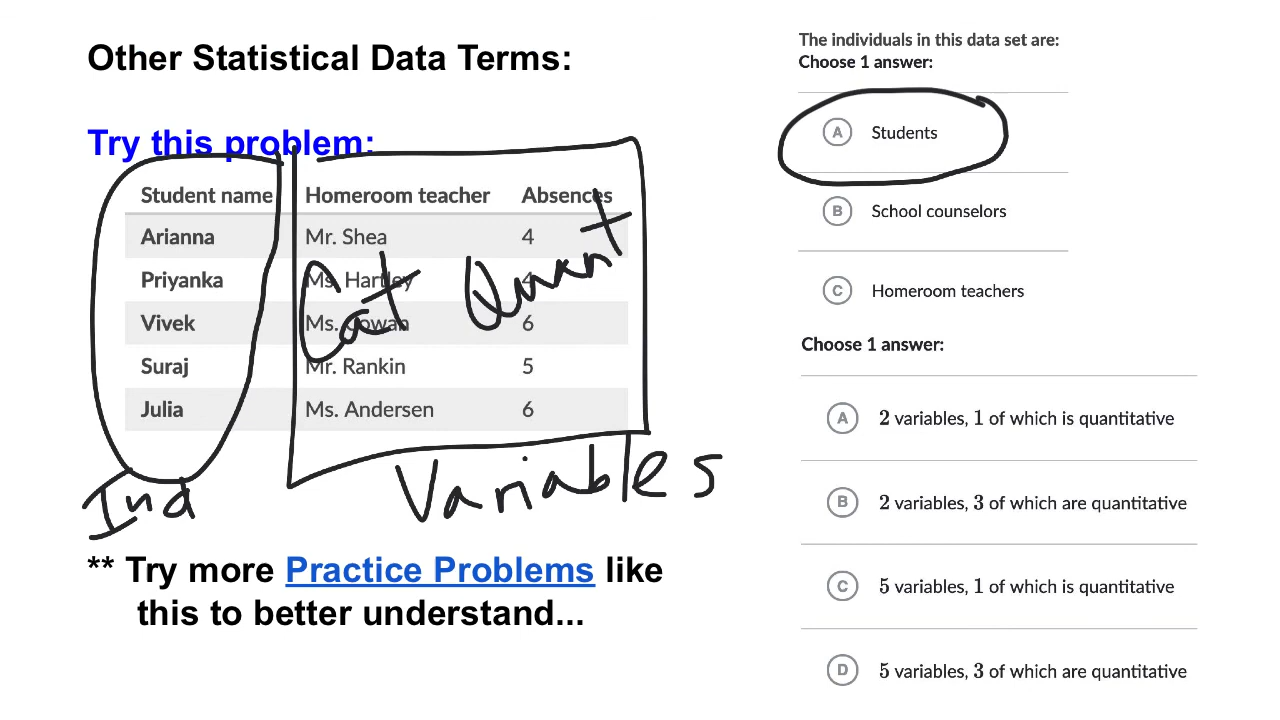 Other Statistical Data Terms:
Try this problem:
Student name Homeroom teacher Absences
Arianna Mr. Shea 4
Priyanka Ms. Hartley 4
Vivek Ms. Cowan 6
Suraj Mr. Rankin 5
Julia Ms. Andersen 6
Cat Quant
Ind
Variables
** Try more Practice Problems like
this to better understand...
The individuals in this data set are:
Choose 1 answer:
A Students
B School counselors
C Homeroom teachers
Choose 1 answer:
A 2 variables, 1 of which is quantitative
B 2 variables, 3 of which are quantitative
C 5 variables, 1 of which is quantitative
D 5 variables, 3 of which are quantitative